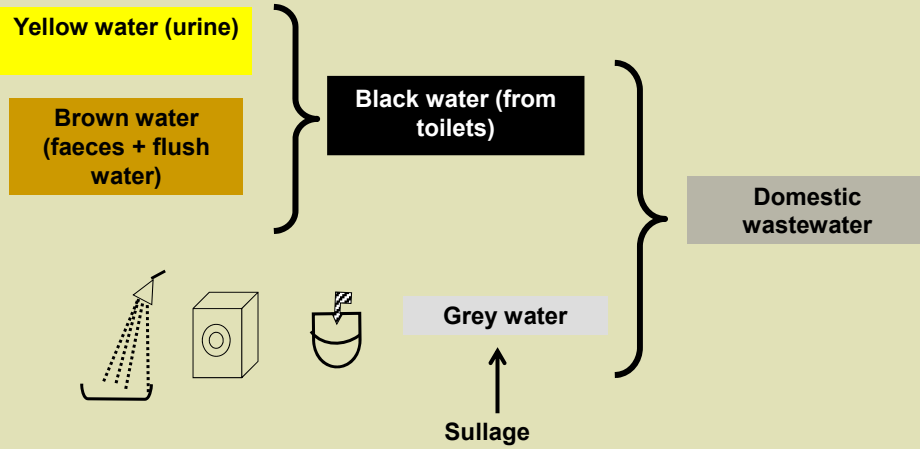 Yellow water (urine)
Brown water
(faeces + flush
water)
Black water (from
toilets)
Domestic
wastewater
Grey water
Sullage